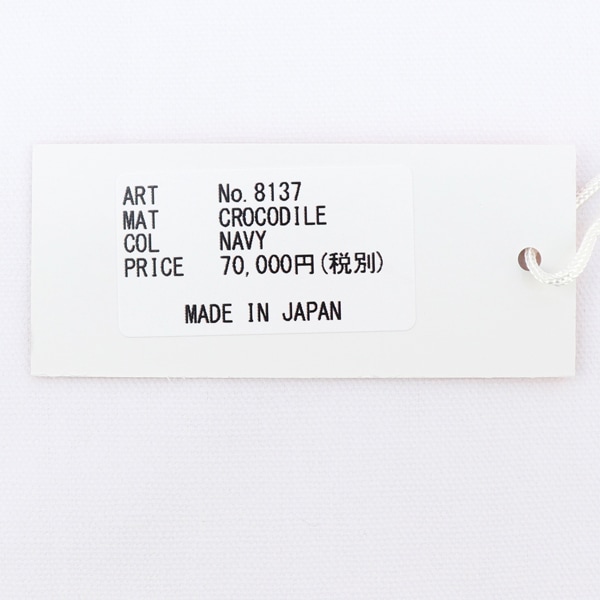 ART No.8137
MAT CROCODILE
COL NAVY
PRICE 70,000円(税別)
MADE IN JAPAN